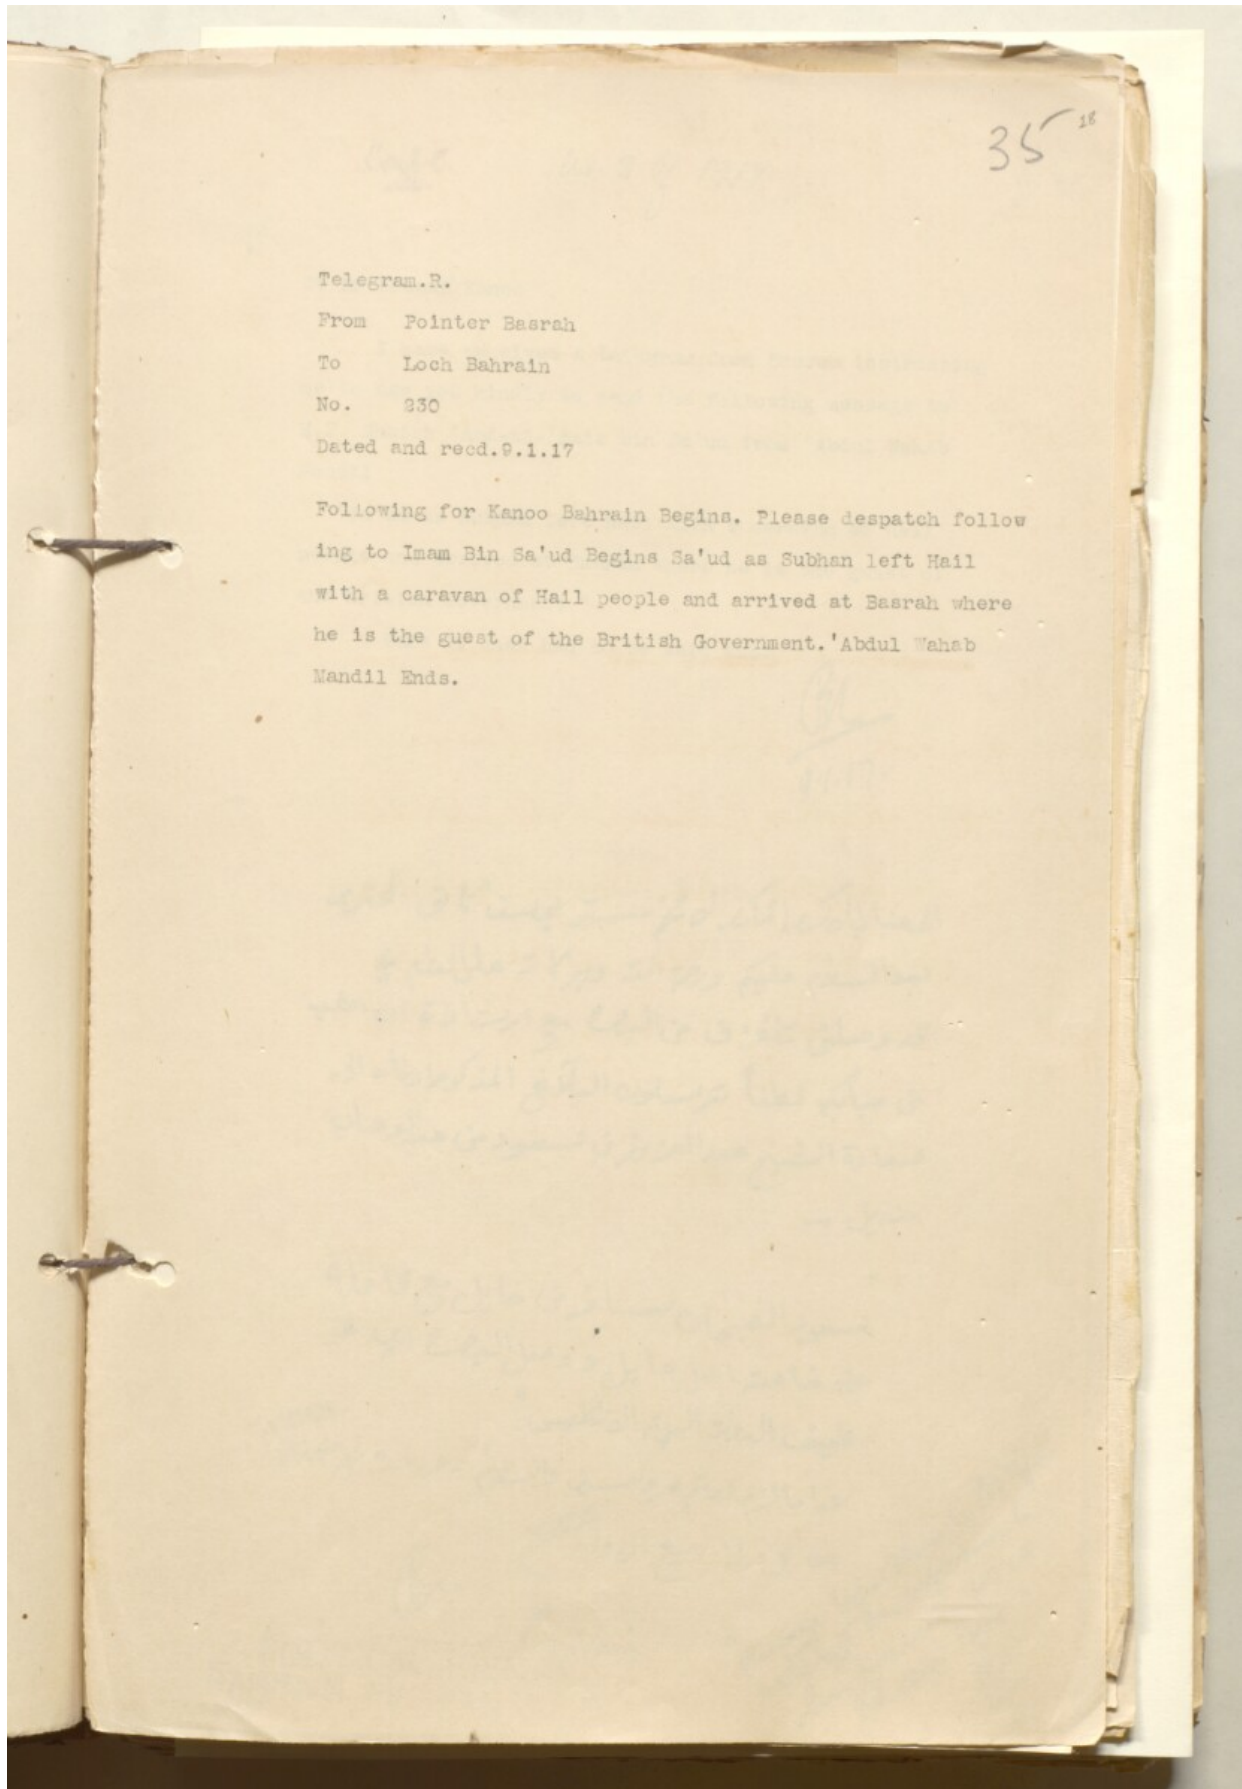 35 18
Telegram.R.
From Pointer Basrah
To Loch Bahrain
No. 230
Dated and recd.9.1.17
Following for Kanoo Bahrain Begins. Please despatch follow
ing to Imam Bin Sa'ud Begins Sa'ud as Subhan left Hail
with a caravan of Hail people and arrived at Basrah where
he is the guest of the British Government.'Abdul Wahab
Mandil Ends.